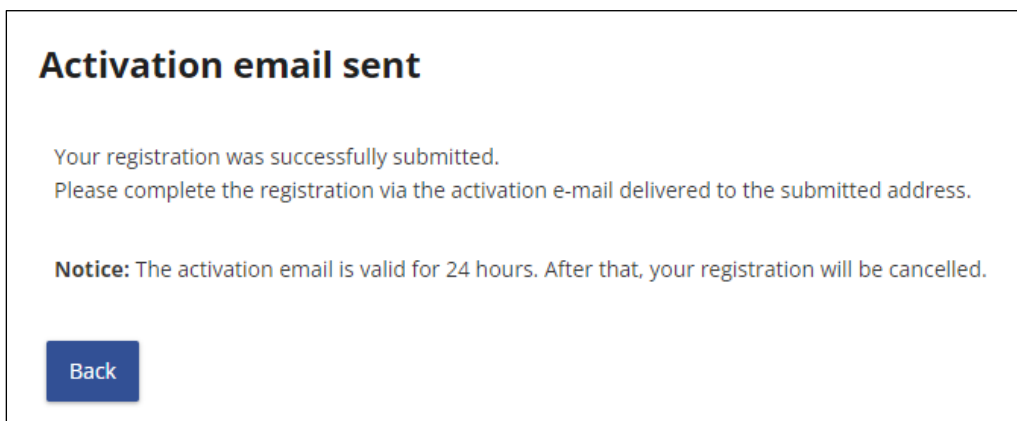 Activation email sent
Your registration was successfully submitted.
Please complete the registration via the activation e-mail delivered to the submitted address.
Notice: The activation email is valid for 24 hours. After that, your registration will be cancelled.
Back